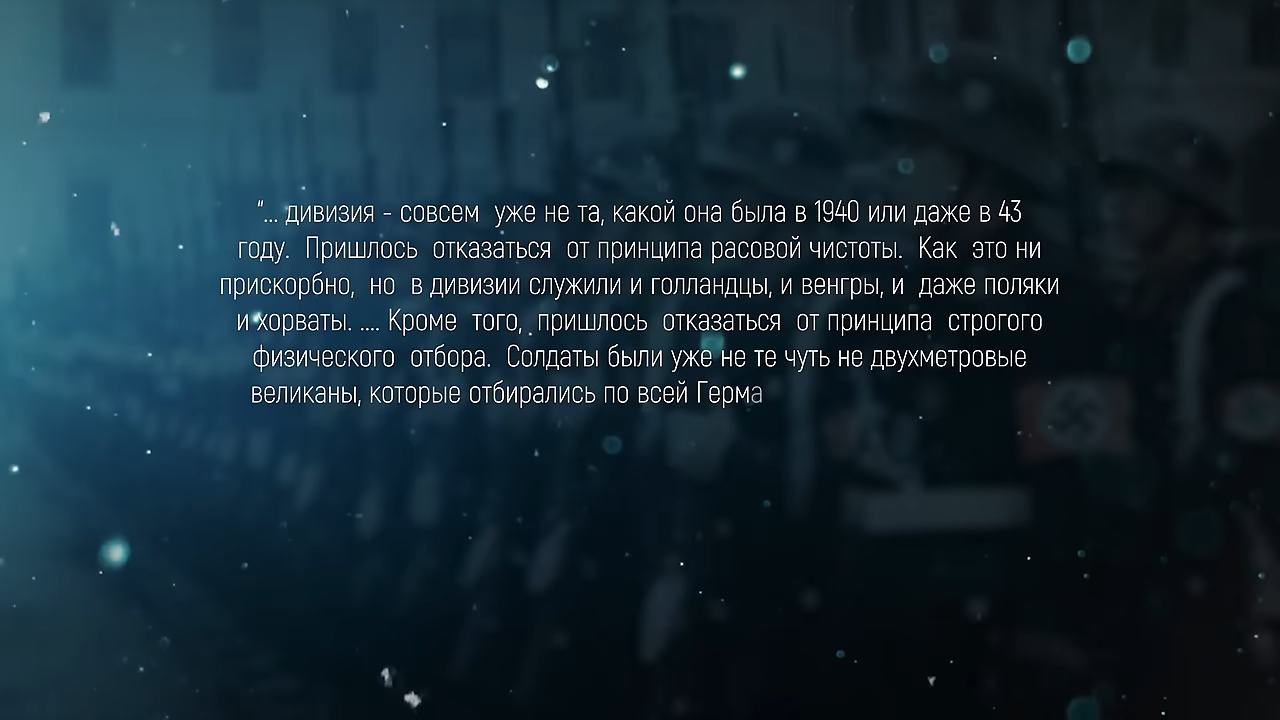 “... дивизия - совсем  уже не та, какой она была в 1940 или даже в 43
году.  Пришлось  отказаться  от принципа расовой чистоты.  Как  это ни
прискорбно,  но  в дивизии служили и голландцы, и венгры, и  даже поляки
и хорваты. .... Кроме  того,  пришлось  отказаться  от принципа  строгого
физического  отбора.  Солдаты были уже не те чуть не двухметровые
великаны, которые отбирались по всей Герма